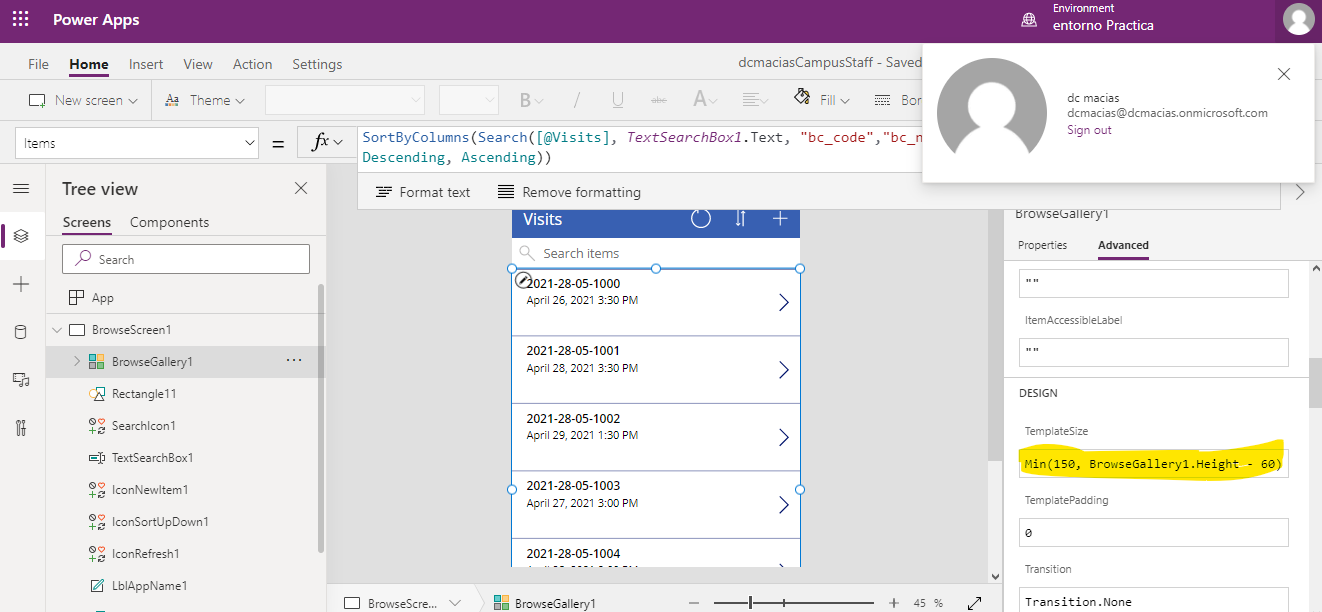 Power Apps
Environment
entorno Practica
File Home Insert View Action Settings
dcmaciasCampusStaff - Saved
dc macias
dcmacias@dcmacias.onmicrosoft.com
Sign out
New screen Theme B / U abc A Fill Bor
Items = fx
SortByColumns(Search([@Visits], TextSearchBox1.Text, "bc_code","bc_n
Descending, Ascending))
Format text Remove formatting
Tree view
Screens Components
Search
App
BrowseScreen1
BrowseGallery1 ...
Rectangle11
SearchIcon1
TextSearchBox1
IconNewItem1
IconSortUpDown1
IconRefresh1
LblAppName1
Visits
Search items
2021-28-05-1000
April 26, 2021 3:30 PM
2021-28-05-1001
April 28, 2021 3:30 PM
2021-28-05-1002
April 29, 2021 1:30 PM
2021-28-05-1003
April 27, 2021 3:00 PM
2021-28-05-1004
BrowseScre... BrowseGallery1
45 %
BrowseGallery1
Properties Advanced
""
ItemAccessibleLabel
""
DESIGN
TemplateSize
Min(150, BrowseGallery1.Height - 60)
TemplatePadding
0
Transition
Transition.None